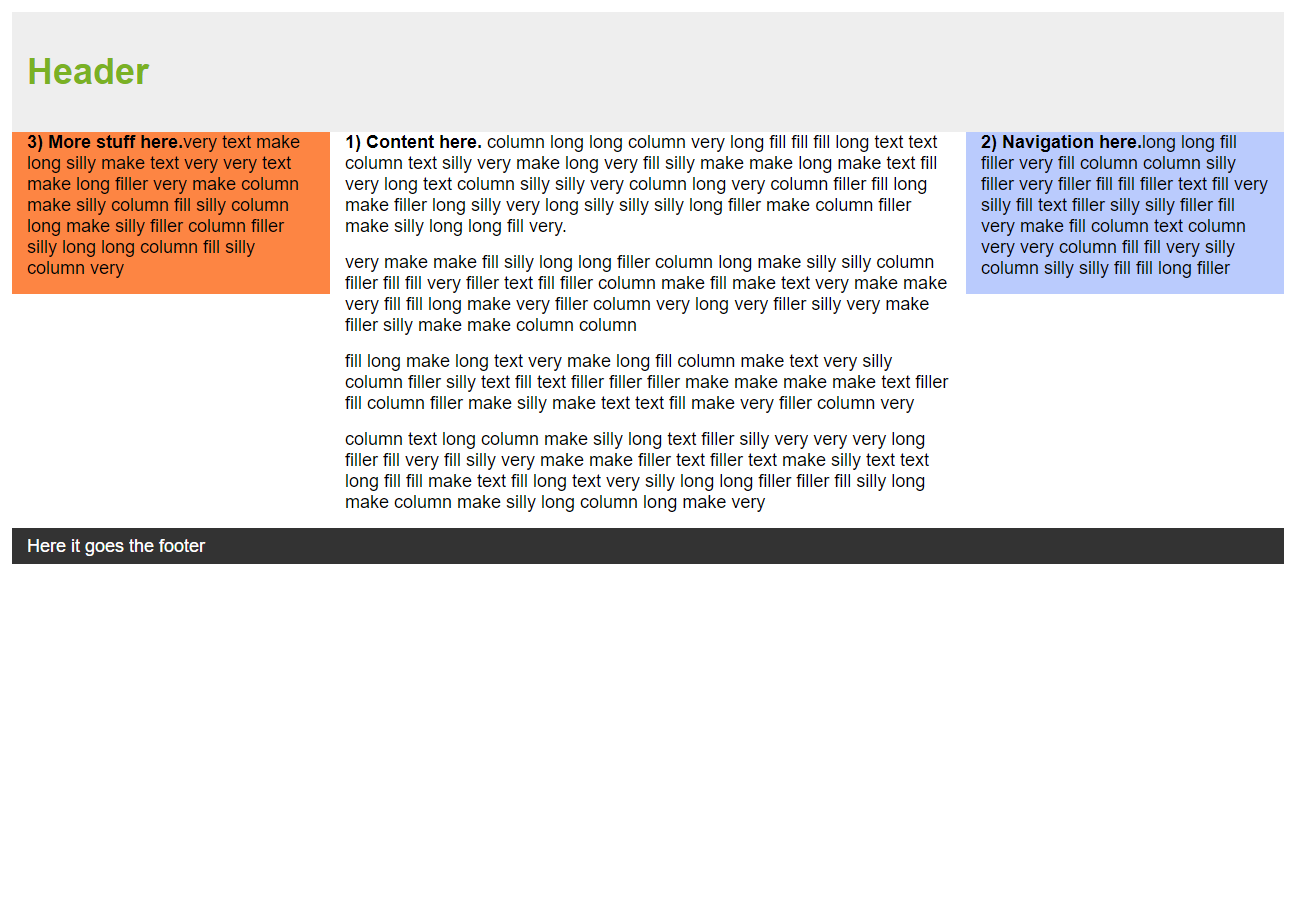 Header
3) More stuff here.very text make
long silly make text very very text
make long filler very make column
make silly column fill silly column
long make silly filler column filler
silly long long column fill silly
column very
1) Content here. column long long column very long fill fill fill long text text
column text silly very make long very fill silly make make long make text fill
very long text column silly silly very column long very column filler fill long
make filler long silly very long silly silly silly long filler make column filler
make silly long long fill very.
very make make fill silly long long filler column long make silly silly column
filler fill fill very filler text fill filler column make fill make text very make make
very fill fill long make very filler column very long very filler silly very make
filler silly make make column column
fill long make long text very make long fill column make text very silly
column filler silly text fill text filler filler filler make make make make text filler
fill column filler make silly make text text fill make very filler column very
column text long column make silly long text filler silly very very very long
filler fill very fill silly very make make filler text filler text make silly text text
long fill fill make text fill long text very silly long long filler filler fill silly long
make column make silly long column long make very
2) Navigation here.long long fill
filler very fill column column silly
filler very filler fill fill filler text fill very
silly fill text filler silly silly filler fill
very make fill column text column
very very column fill fill very silly
column silly silly fill fill long filler
Here it goes the footer